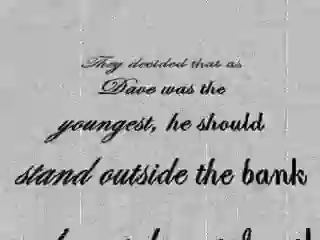 They decided that as
Dave was the
youngest, he should
stand outside the bank